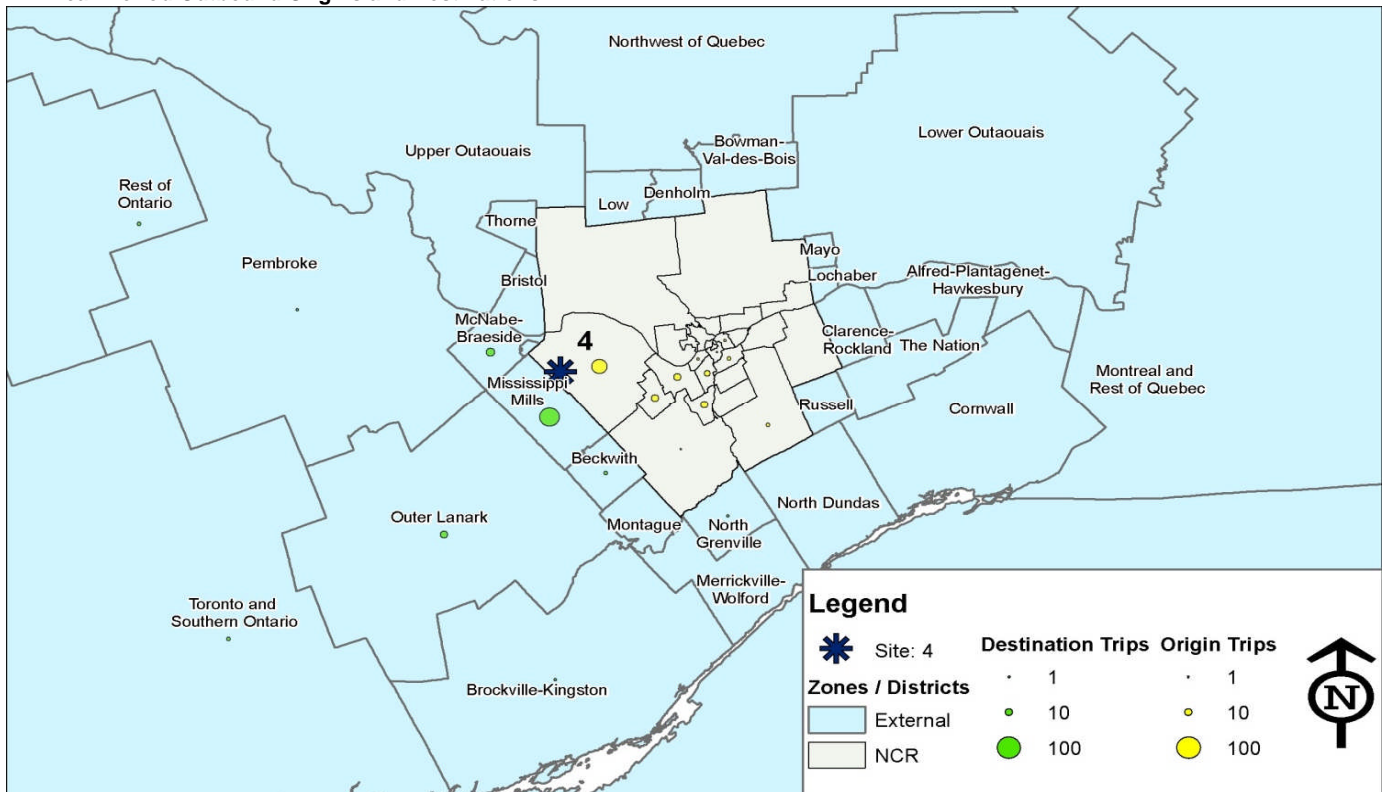 Northwest of Quebec
Lower Outaouais
Bowman-
Val-des-Bois
Upper Outaouais
Rest of
Ontario
Denholm
Low
Thorne
Mayo
Pembroke
Lochaber
Alfred-Plantagenet-
Hawkesbury
Bristol
McNabe-
Braeside
4
Clarence-
Rockland
The Nation
Montreal and
Rest of Quebec
Mississippi
Mills
Russell
Cornwall
Beckwith
North Dundas
Outer Lanark
Montague
North
Grenville
Merrickville-
Wolford
Toronto and
Southern Ontario
Brockville-Kingston
Legend
Site: 4
Zones / Districts
External
NCR
Destination Trips
1
10
100
Origin Trips
1
10
100
N